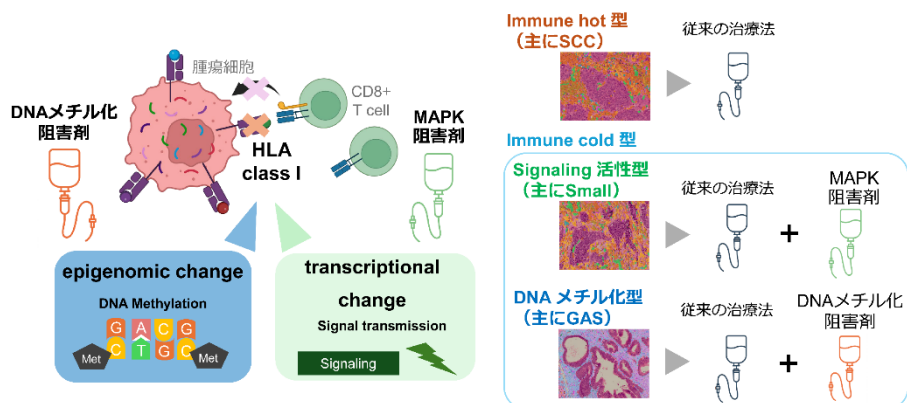 腫瘍細胞
CD8+
T cell
DNAメチル化
阻害剤
MAPK
阻害剤
HLA
class I
epigenomic change
DNA Methylation
G A C G
C T G C
Met
Met
transcriptional
change
Signal transmission
Signaling
Immune hot 型
（主にSCC）
従来の治療法
Immune cold 型
Signaling 活性型
（主にSmall）
従来の治療法
+
MAPK
阻害剤
DNA メチル化型
（主にGAS）
従来の治療法
+
DNAメチル化
阻害剤